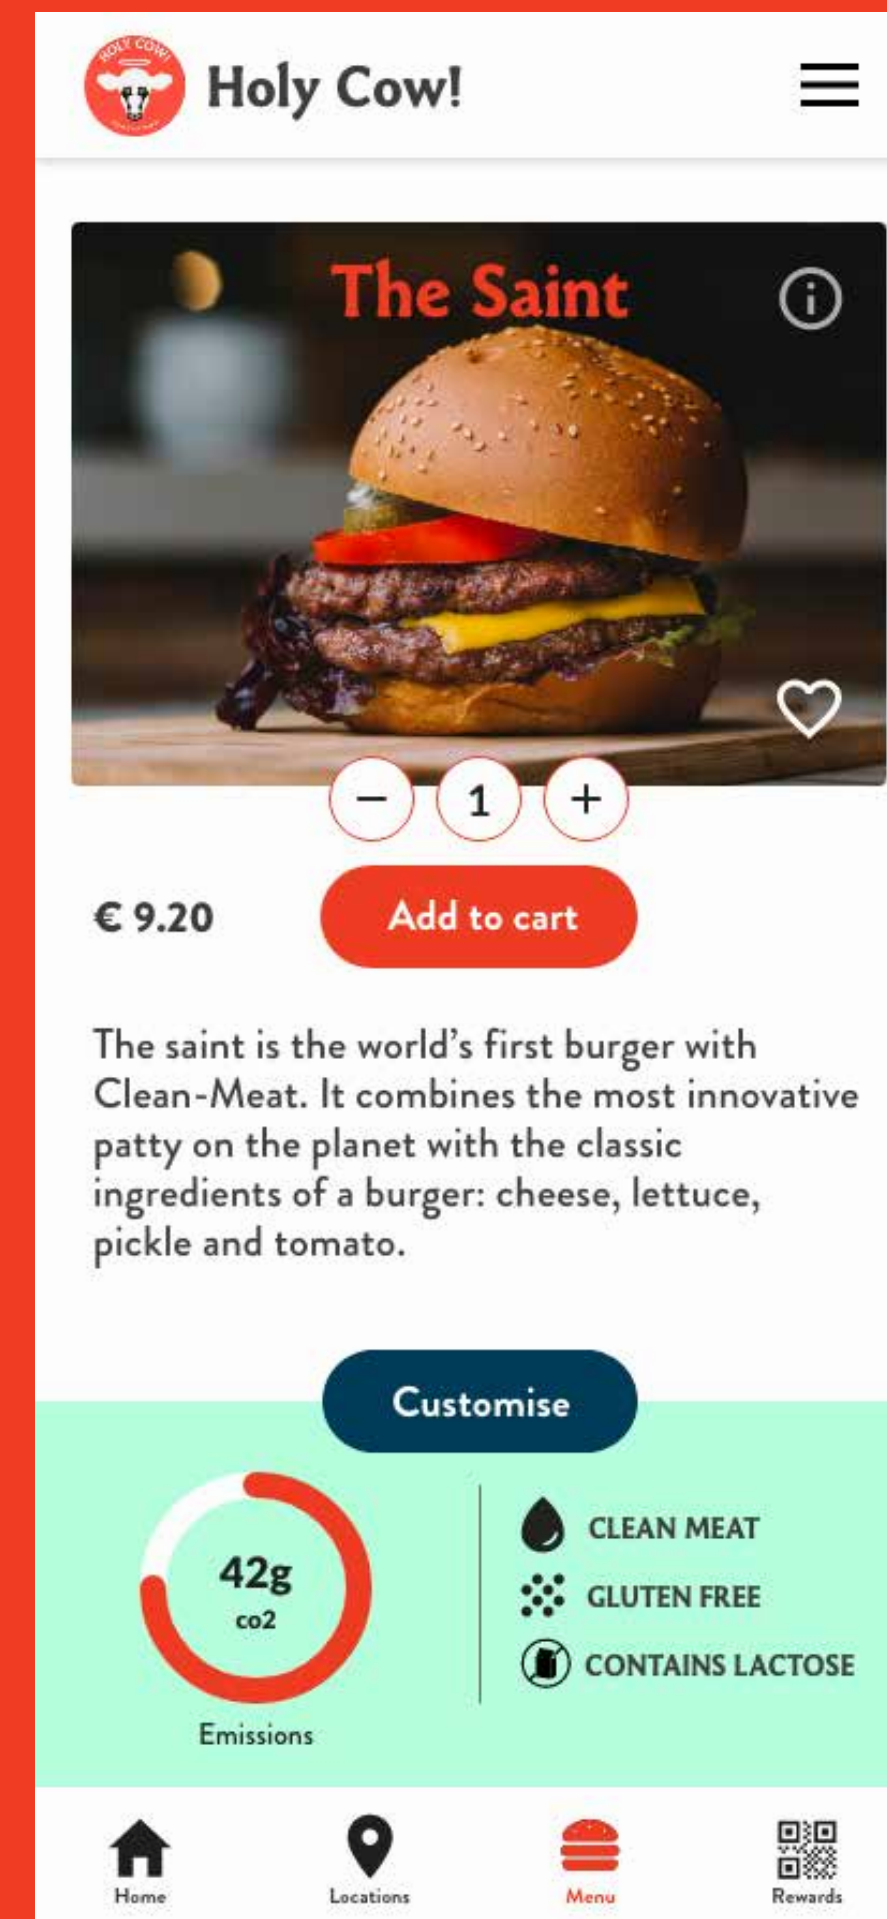 HOLY COW!
Holy Cow!
The Saint
1
€ 9.20
Add to cart
The saint is the world's first burger with
Clean-Meat. It combines the most innovative
patty on the planet with the classic
ingredients of a burger: cheese, lettuce,
pickle and tomato.
Customise
42g
co2
Emissions
CLEAN MEAT
GLUTEN FREE
CONTAINS LACTOSE
Home
Locations
Menu
Rewards